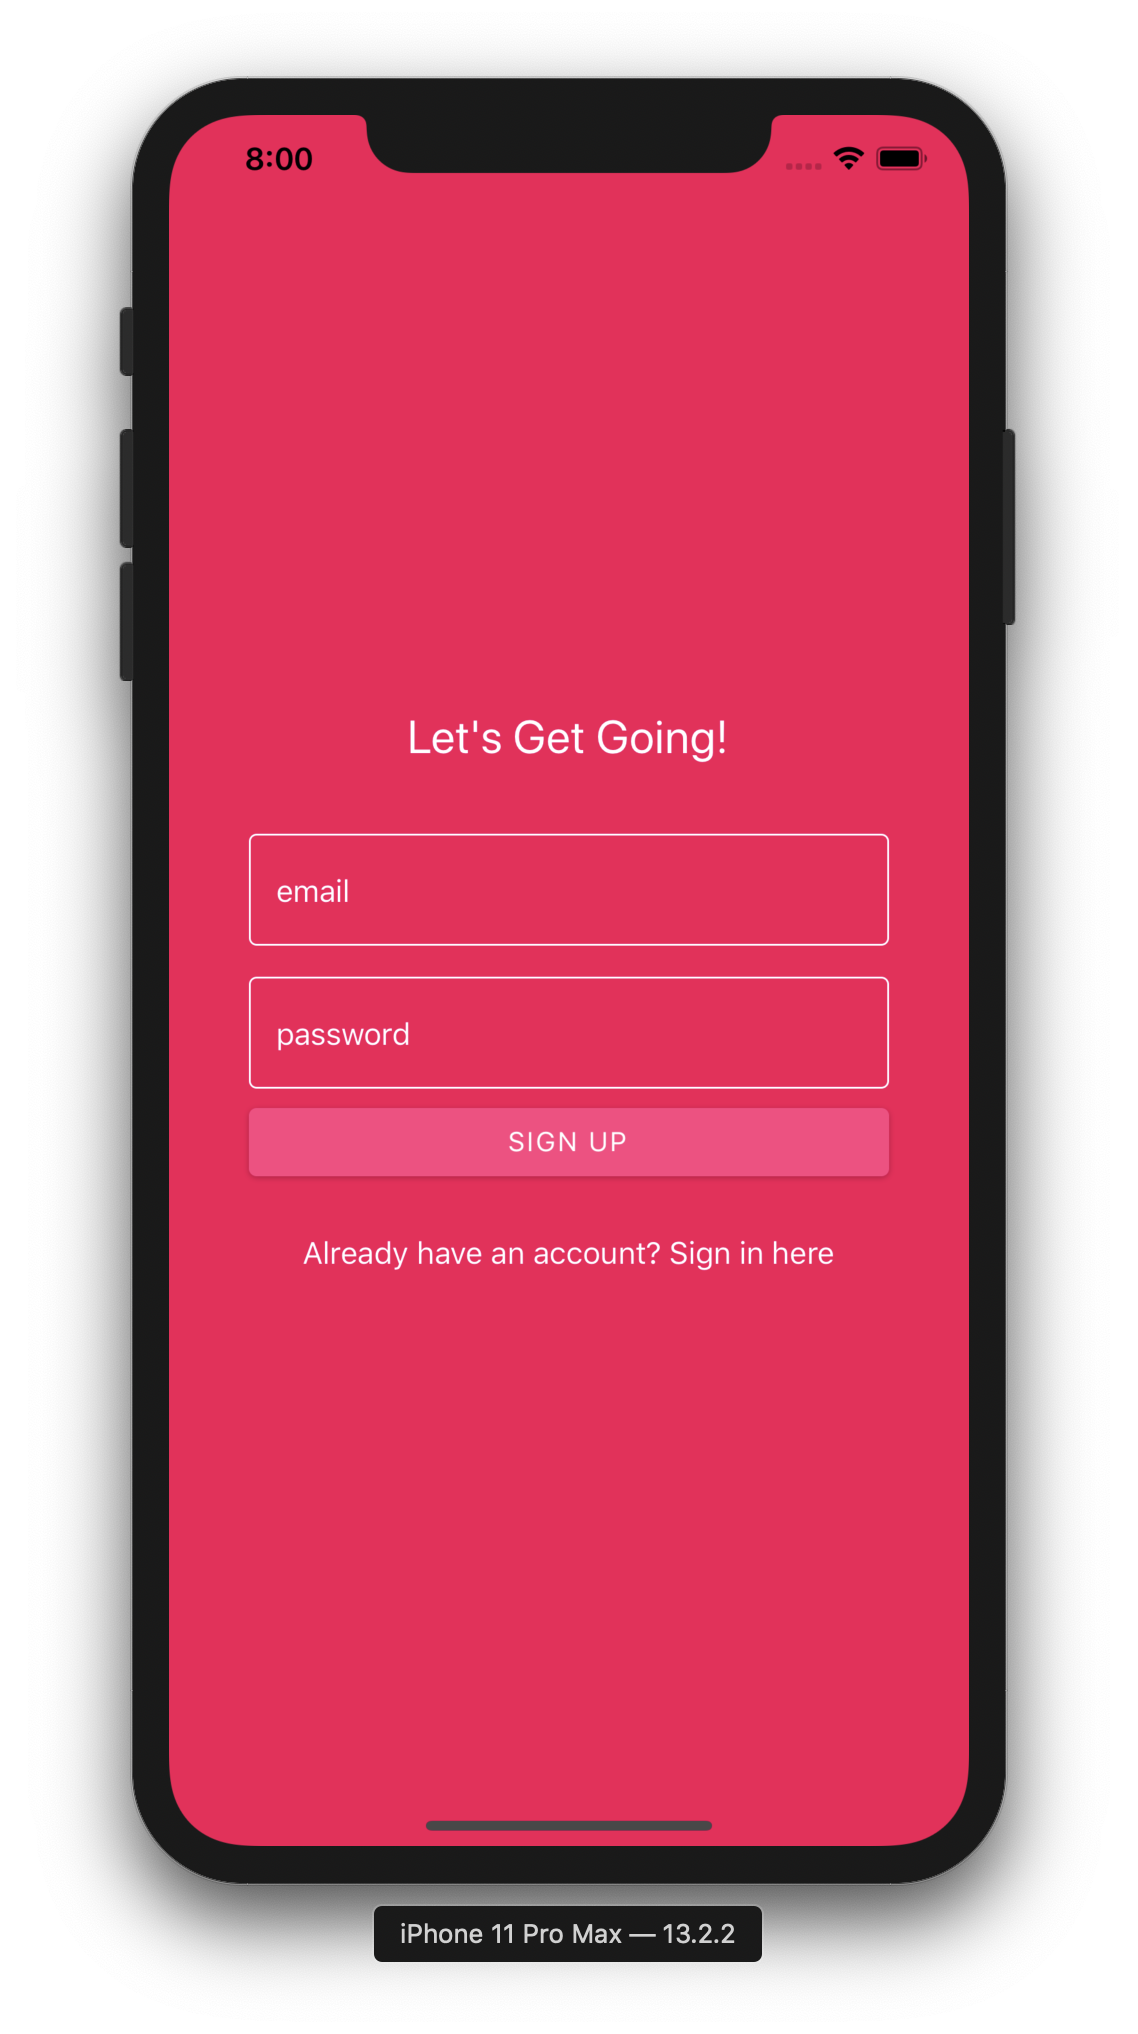 8:00
Let's Get Going!
email
password
SIGN UP
Already have an account? Sign in here
iPhone 11 Pro Max — 13.2.2